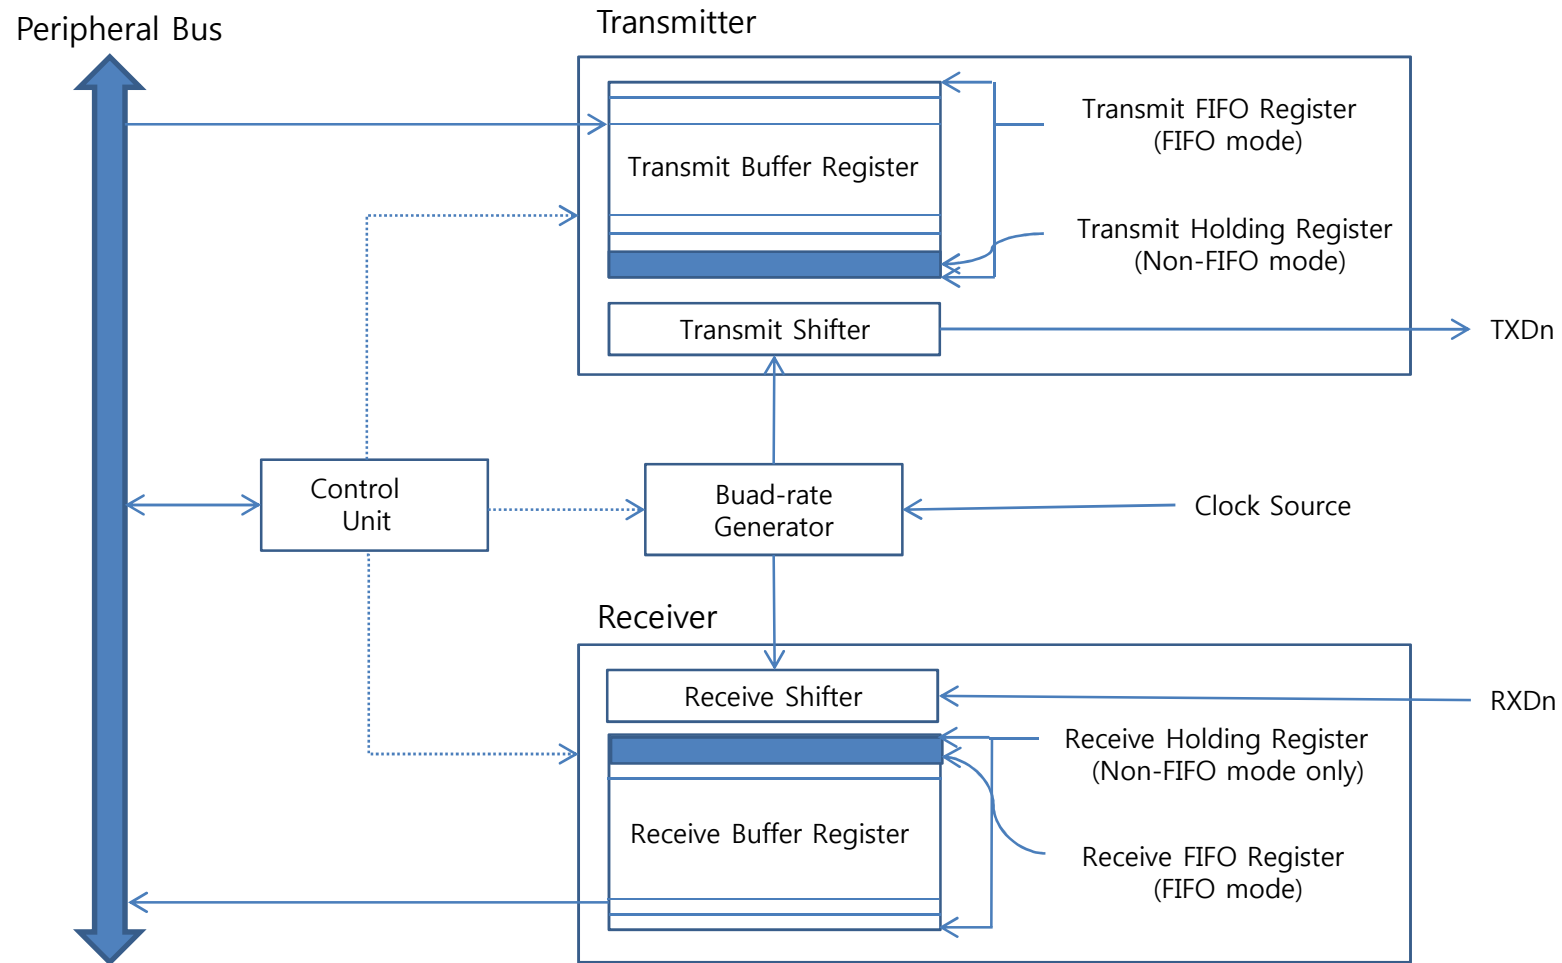 Peripheral Bus
Transmitter
Transmit FIFO Register
(FIFO mode)
Transmit Buffer Register
Transmit Holding Register
(Non-FIFO mode)
Transmit Shifter
TXDn
Control
Unit
Buad-rate
Generator
Clock Source
Receiver
Receive Shifter
RXDn
Receive Holding Register
(Non-FIFO mode only)
Receive Buffer Register
Receive FIFO Register
(FIFO mode)